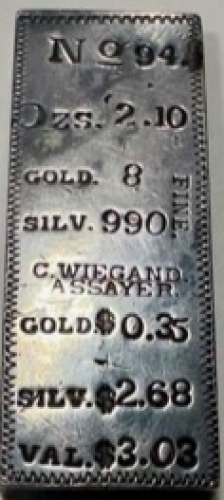 No 94.
Ozs. 2.10
GOLD. 8
SILV. 990.
FINE.
C. WIEGAND.
ASSAYER.
GOLD.$0.35
SILV.$2.68
VAL.$3.03